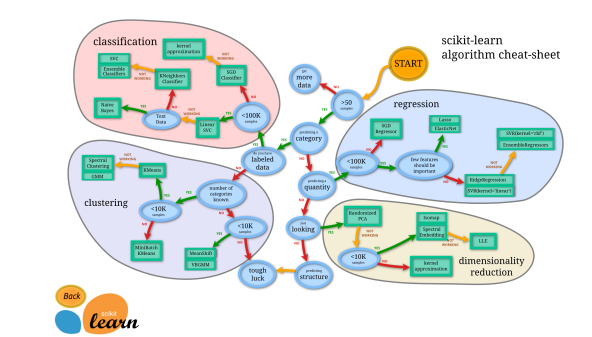 classification
kernel
approximation
SVC
Ensemble
Classifiers
NOT
WORKING
KNeighbors
Classifier
NOT
WORKING
SGD
Classifier
NOT
WORKING
Naive
Bayes
YES
Text
Data
NO
NOT
WORKING
Linear
SVC
YES
NO
<100K
samples
YES
scikit-learn
algorithm cheat-sheet
START
get
more
data
NO
>50
samples
YES
predicting a
category
YES
do you have
labeled
data
NO
NO
predicting a
quantity
YES
NO
just
looking
YES
NO
predicting
structure
tough
luck
regression
SGD
Regressor
NO
<100K
samples
YES
Lasso
ElasticNet
YES
few features
should be
important
NO
RidgeRegression
SVR(kernel='linear')
NOT
WORKING
SVR(kernel='rbf')
EnsembleRegressors
clustering
Spectral
Clustering
GMM
NOT
WORKING
KMeans
YES
<10K
samples
YES
number of
categories
known
NO
NO
MiniBatch
KMeans
<10K
samples
YES
NO
MeanShift
VBGMM
dimensionality
reduction
Randomized
PCA
NOT
WORKING
<10K
samples
YES
NO
Isomap
Spectral
Embedding
NOT
WORKING
LLE
kernel
approximation
Back
scikit
learn